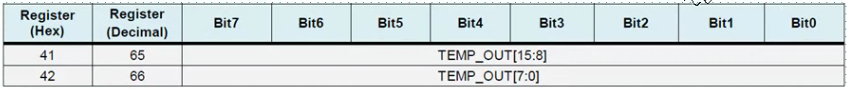 Register (Hex) Register (Decimal) Bit7 Bit6 Bit5 Bit4 Bit3 Bit2 Bit1 Bit0
41 65 TEMP_OUT[15:8]
42 66 TEMP_OUT[7:0]